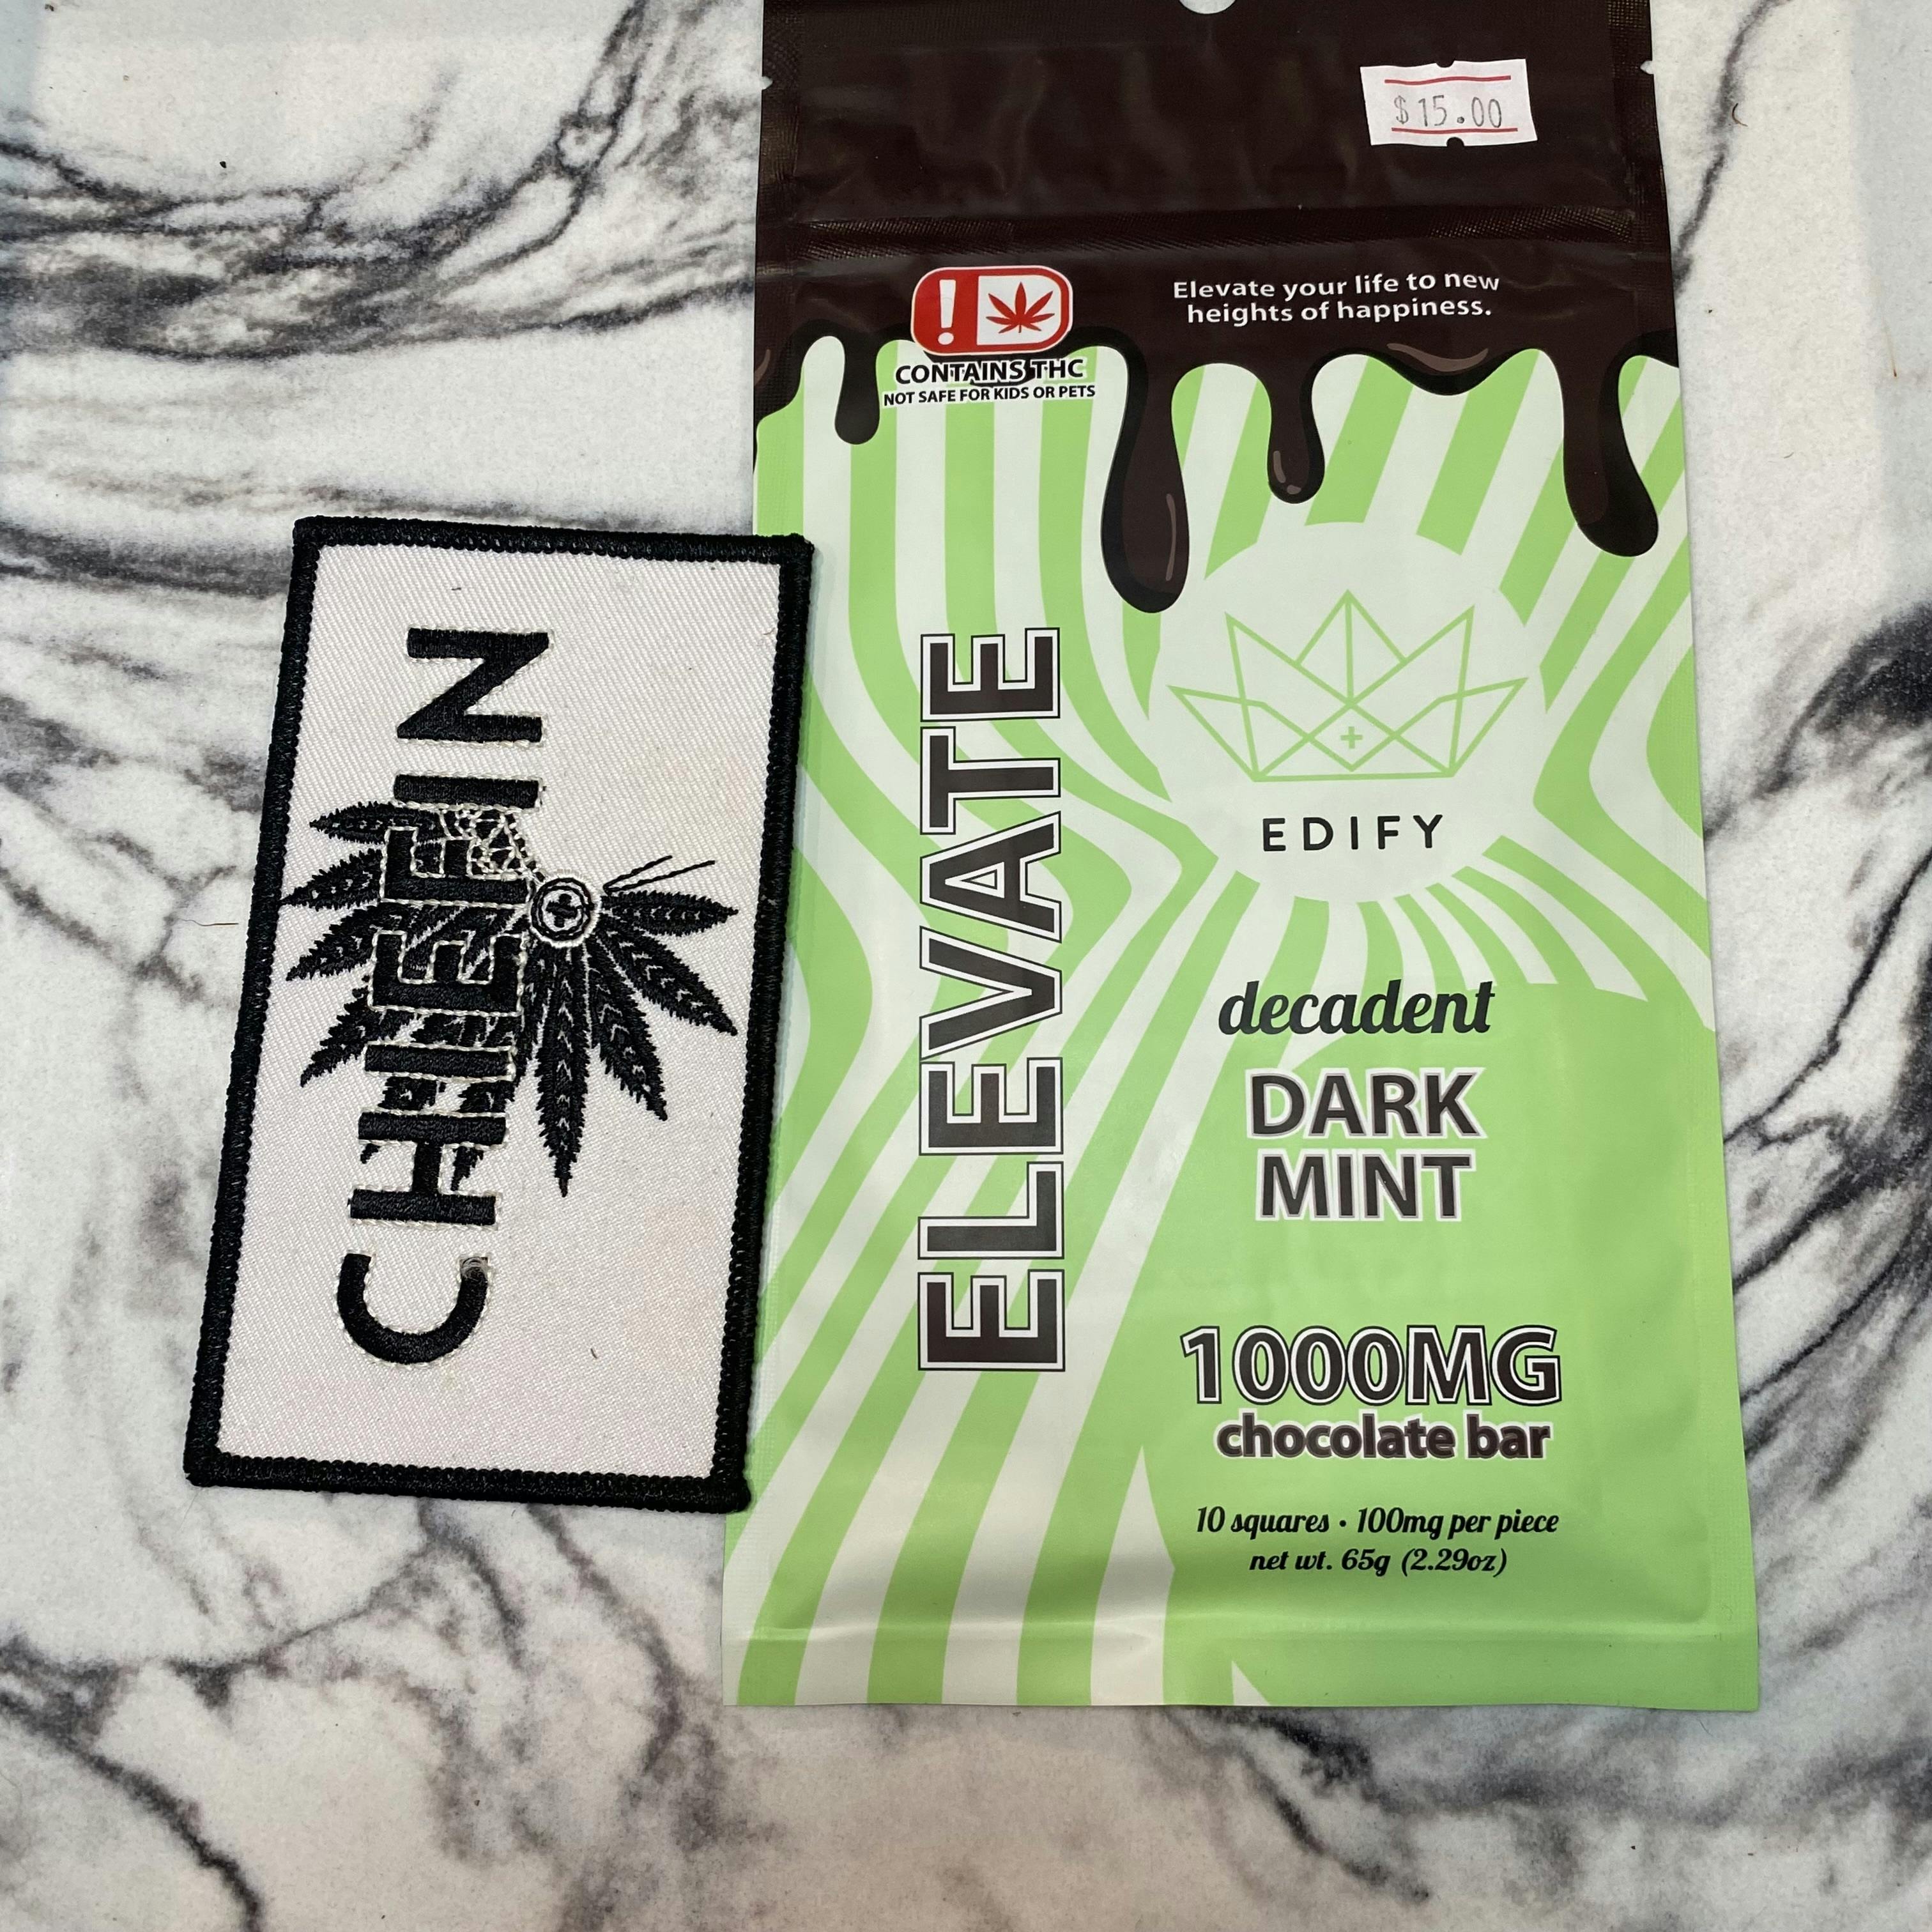 $15.00
Elevate your life to new
heights of happiness.
!
CONTAINS THC
NOT SAFE FOR KIDS OR PETS
CHIEFIN
ELEVATE
EDIFY
decadent
DARK
MINT
1000MG
chocolate bar
10 squares • 100mg per piece
net wt. 65g (2.29oz)